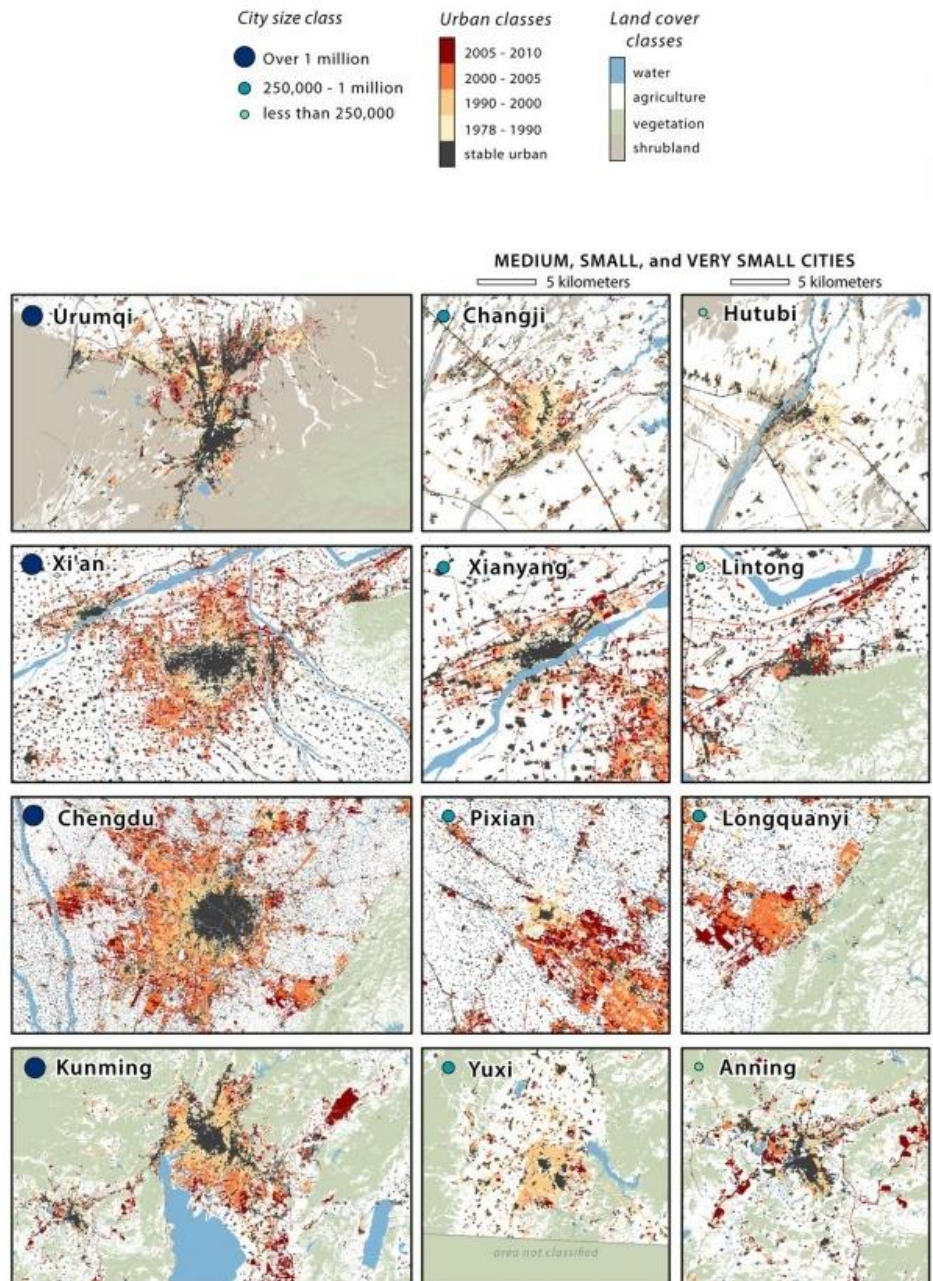 City size class
Over 1 million
250,000 - 1 million
less than 250,000
Urban classes
2005 - 2010
2000 - 2005
1990 - 2000
1978 - 1990
stable urban
Land cover
classes
water
agriculture
vegetation
shrubland
MEDIUM, SMALL, and VERY SMALL CITIES
5 kilometers
5 kilometers
Urumqi
Changji
Hutubi
Xi'an
Xianyang
Lintong
Chengdu
Pixian
Longquanyi
Kunming
Yuxi
Anning
area not classified